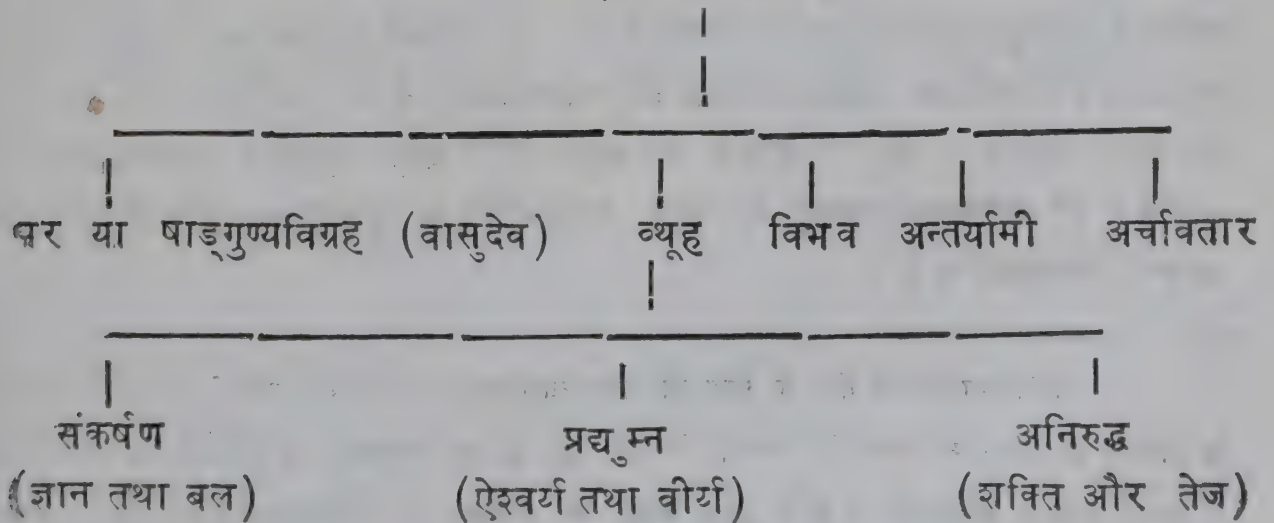 पर या षाड्गुण्यविग्रह (वासुदेव) व्यूह विभव अन्तर्यामी अर्चावतार
संकर्षण प्रद्युम्न अनिरुद्ध
(ज्ञान तथा बल) (ऐश्वर्य तथा वीर्य) (शक्ति और तेज)